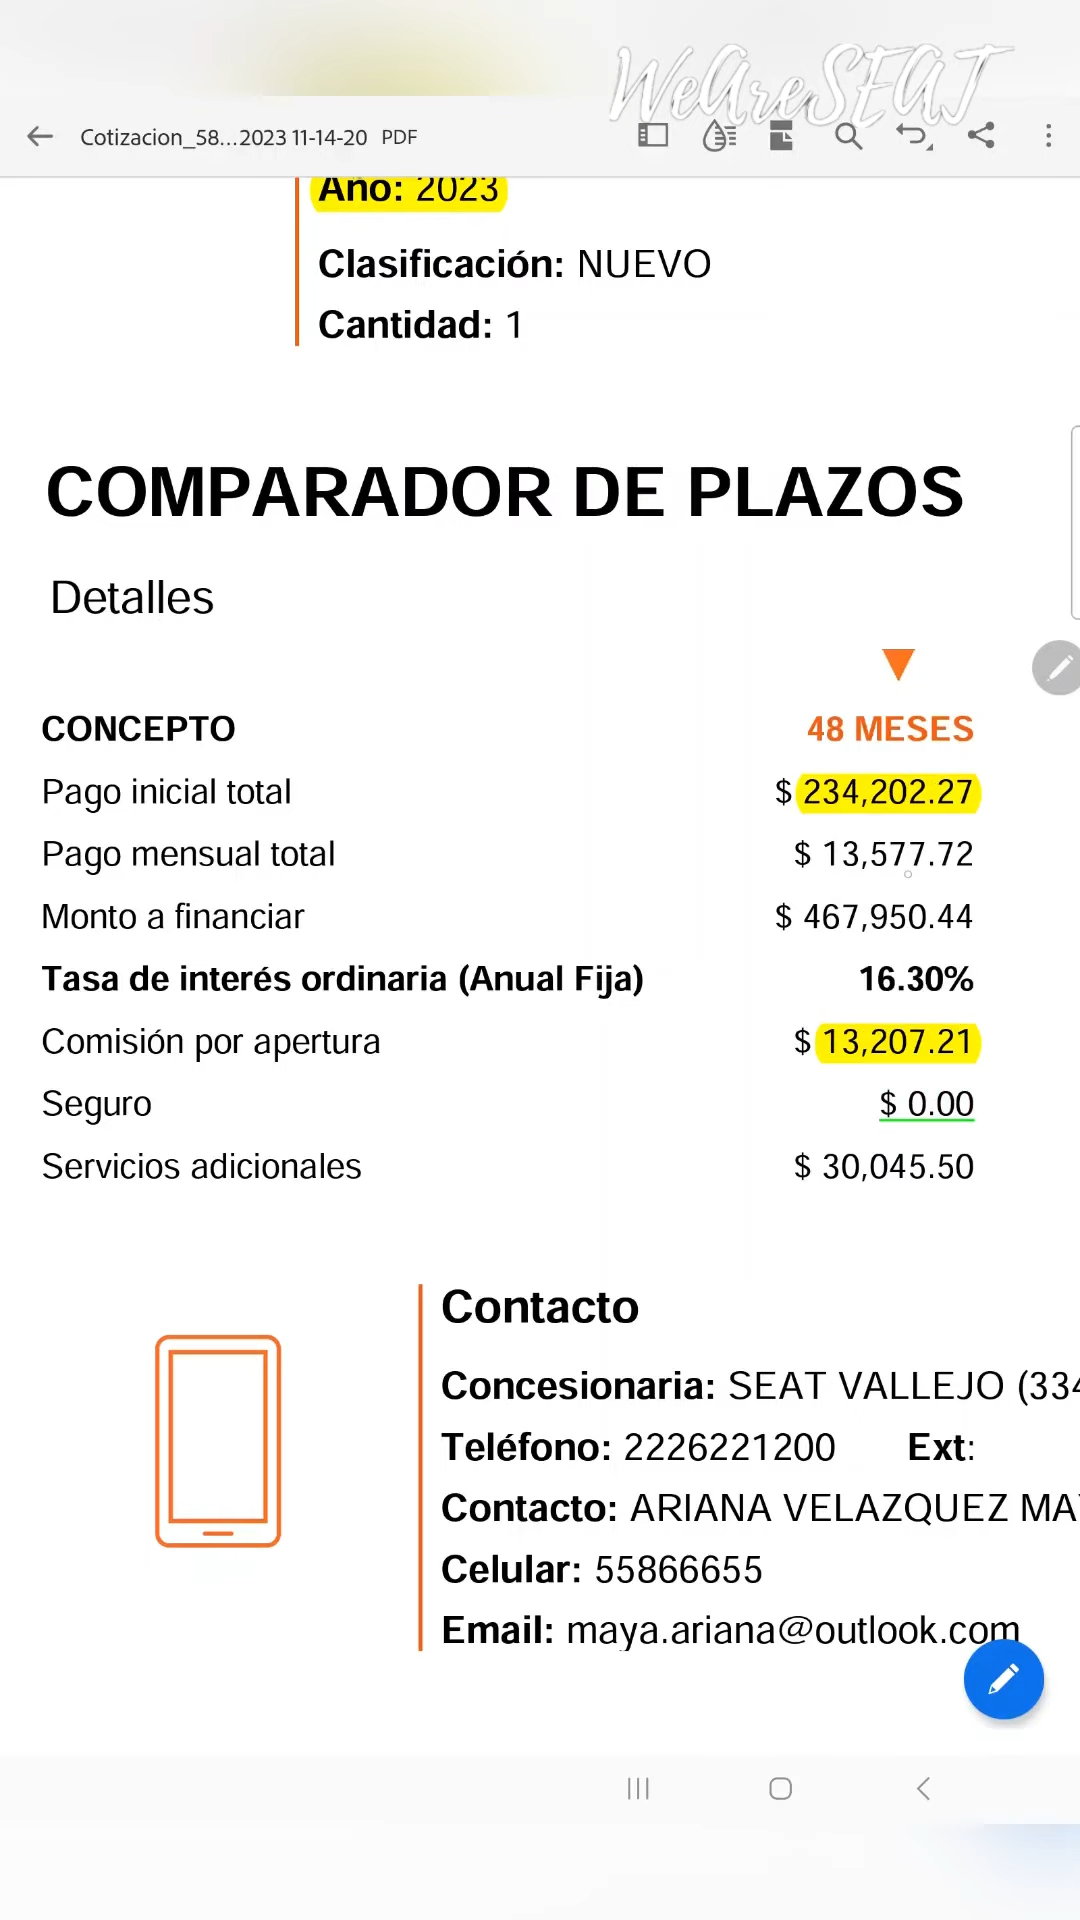 WeAreSEAT
Cotizacion_58...2023 11-14-20 PDF
Año: 2023
Clasificación: NUEVO
Cantidad: 1
COMPARADOR DE PLAZOS
Detalles
CONCEPTO 48 MESES
Pago inicial total $ 234,202.27
Pago mensual total $ 13,577.72
Monto a financiar $ 467,950.44
Tasa de interés ordinaria (Anual Fija) 16.30%
Comisión por apertura $ 13,207.21
Seguro $ 0.00
Servicios adicionales $ 30,045.50
Contacto
Concesionaria: SEAT VALLEJO (334
Teléfono: 2226221200 Ext:
Contacto: ARIANA VELAZQUEZ MAY
Celular: 55866655
Email: maya.ariana@outlook.com